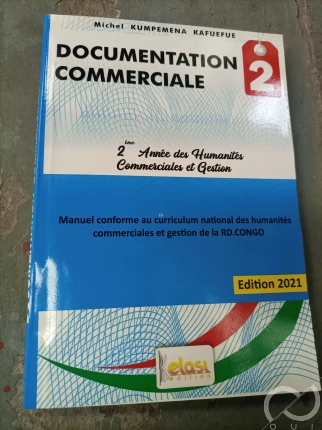 Michel KUMPEMENA KAFUEFUE
DOCUMENTATION
COMMERCIALE
2
2ème Année des Humanités
Commerciales et Gestion
Manuel conforme au curriculum national des humanités
commerciales et gestion de la RD.CONGO
Edition 2021
elasi
edition